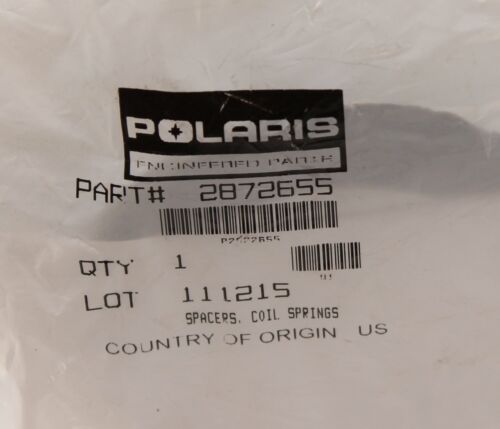 POLARIS
ENGINEERED PARTS
PART# 2872655
P2872655
QTY 1
LOT 111215
SPACERS, COIL SPRINGS
COUNTRY OF ORIGIN US